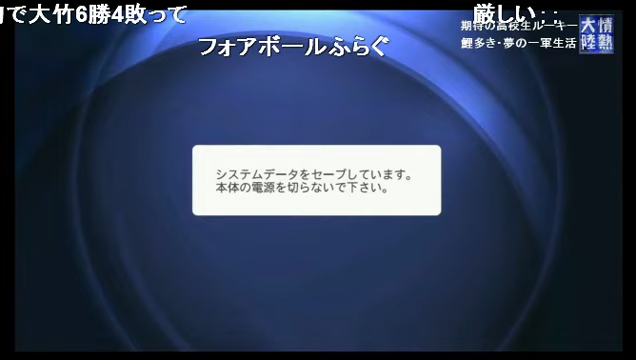 で大竹6勝4敗って
厳しい・・
期待の高校生ルーキー
鯉多き・夢の一軍生活
情熱
大陸
フォアボールふらぐ
システムデータをセーブしています。
本体の電源を切らないで下さい。